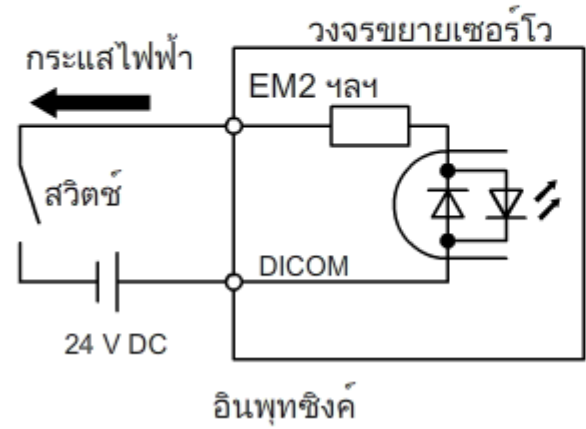 วงจรขยายเซอร์โว
กระแสไฟฟ้า
EM2 ฯลฯ
สวิตช์
DICOM
24 V DC
อินพุทซิงค์